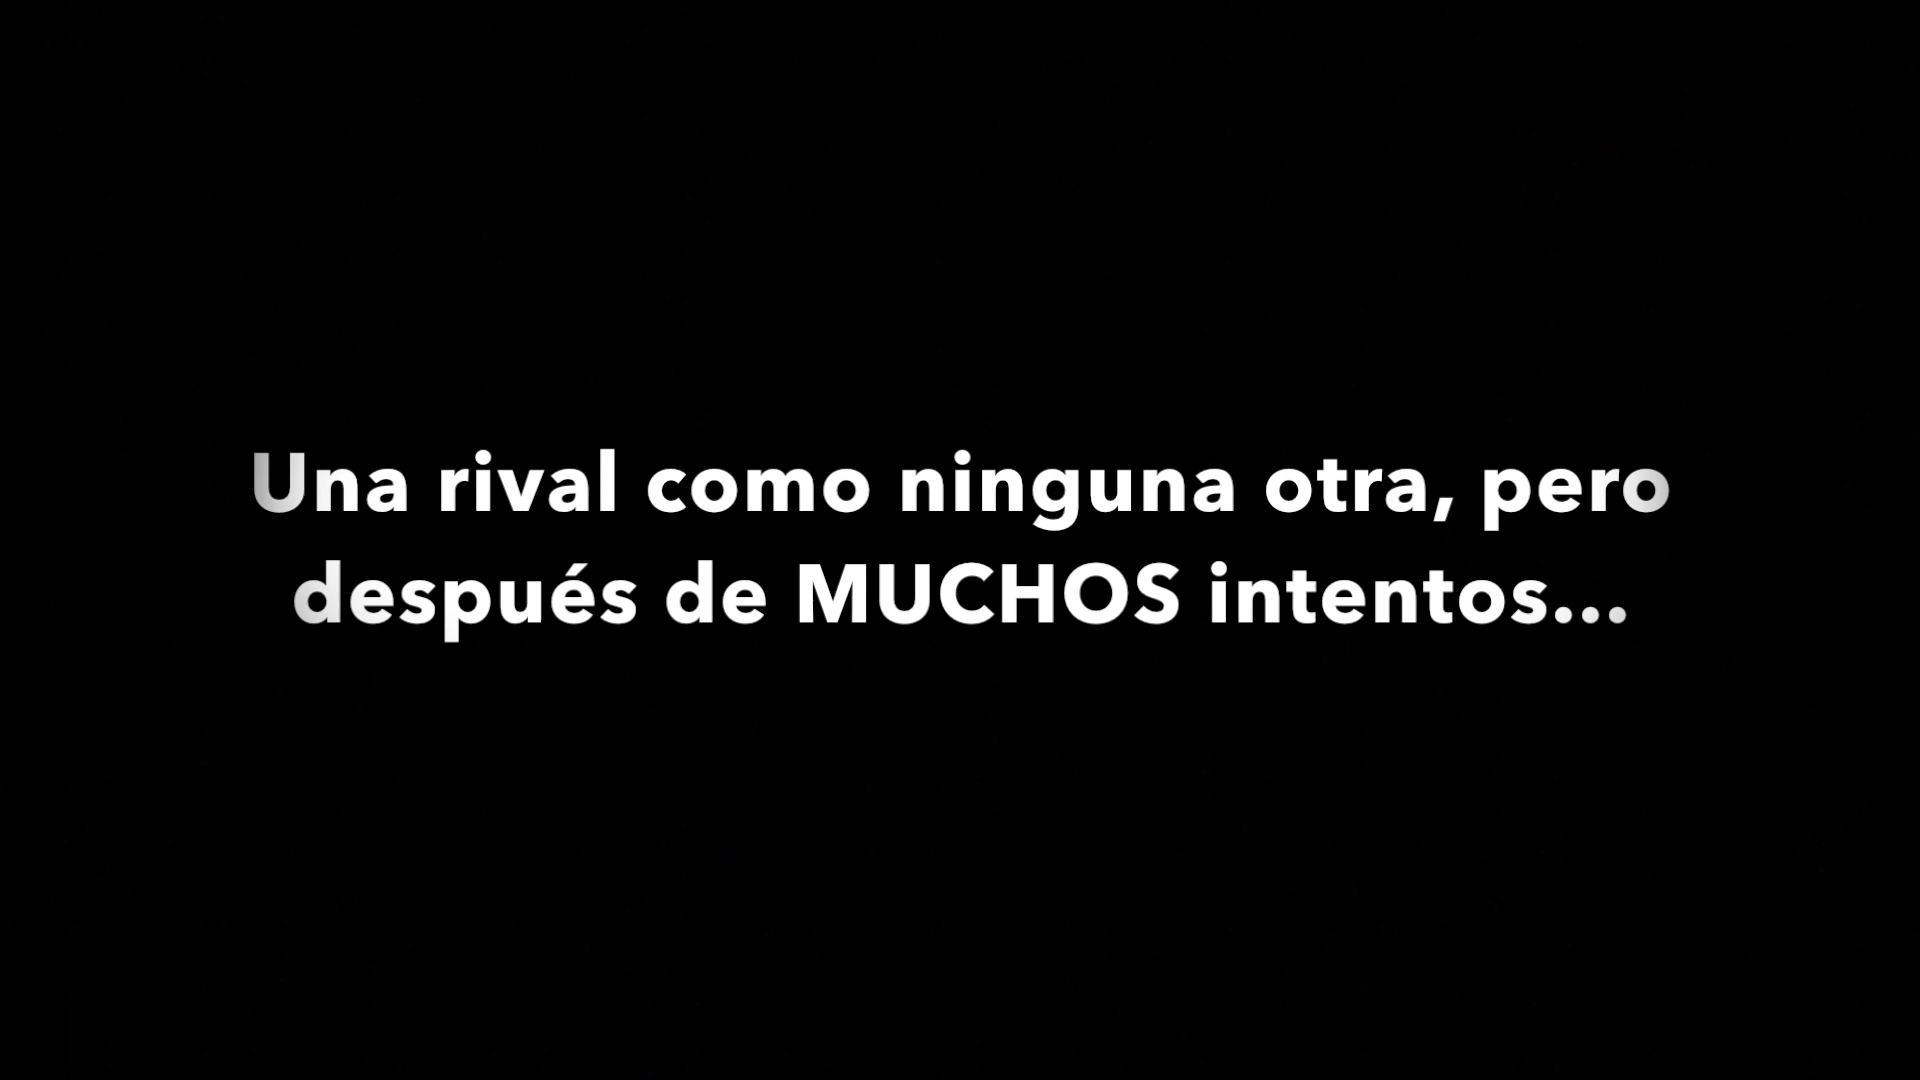 Una rival como ninguna otra, pero
después de MUCHOS intentos...